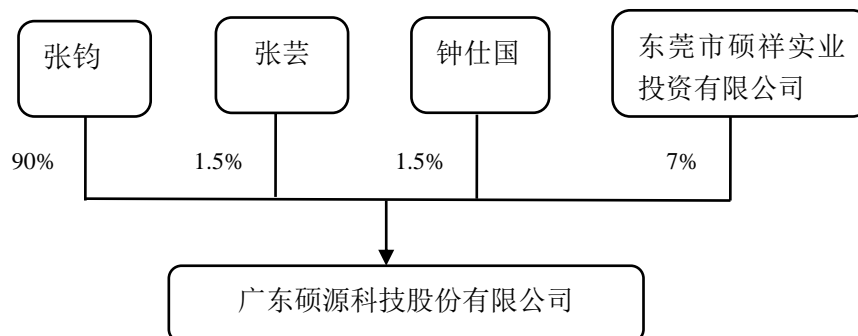 张钧
张芸
钟仕国
东莞市硕祥实业
投资有限公司
90%
1.5%
1.5%
7%
广东硕源科技股份有限公司